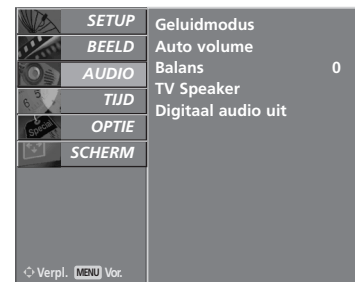 SETUP
BEELD
AUDIO
TIJD
OPTIE
SCHERM
Geluidmodus
Auto volume
Balans 0
TV Speaker
Digitaal audio uit
Special
Verpl. MENU Vor.